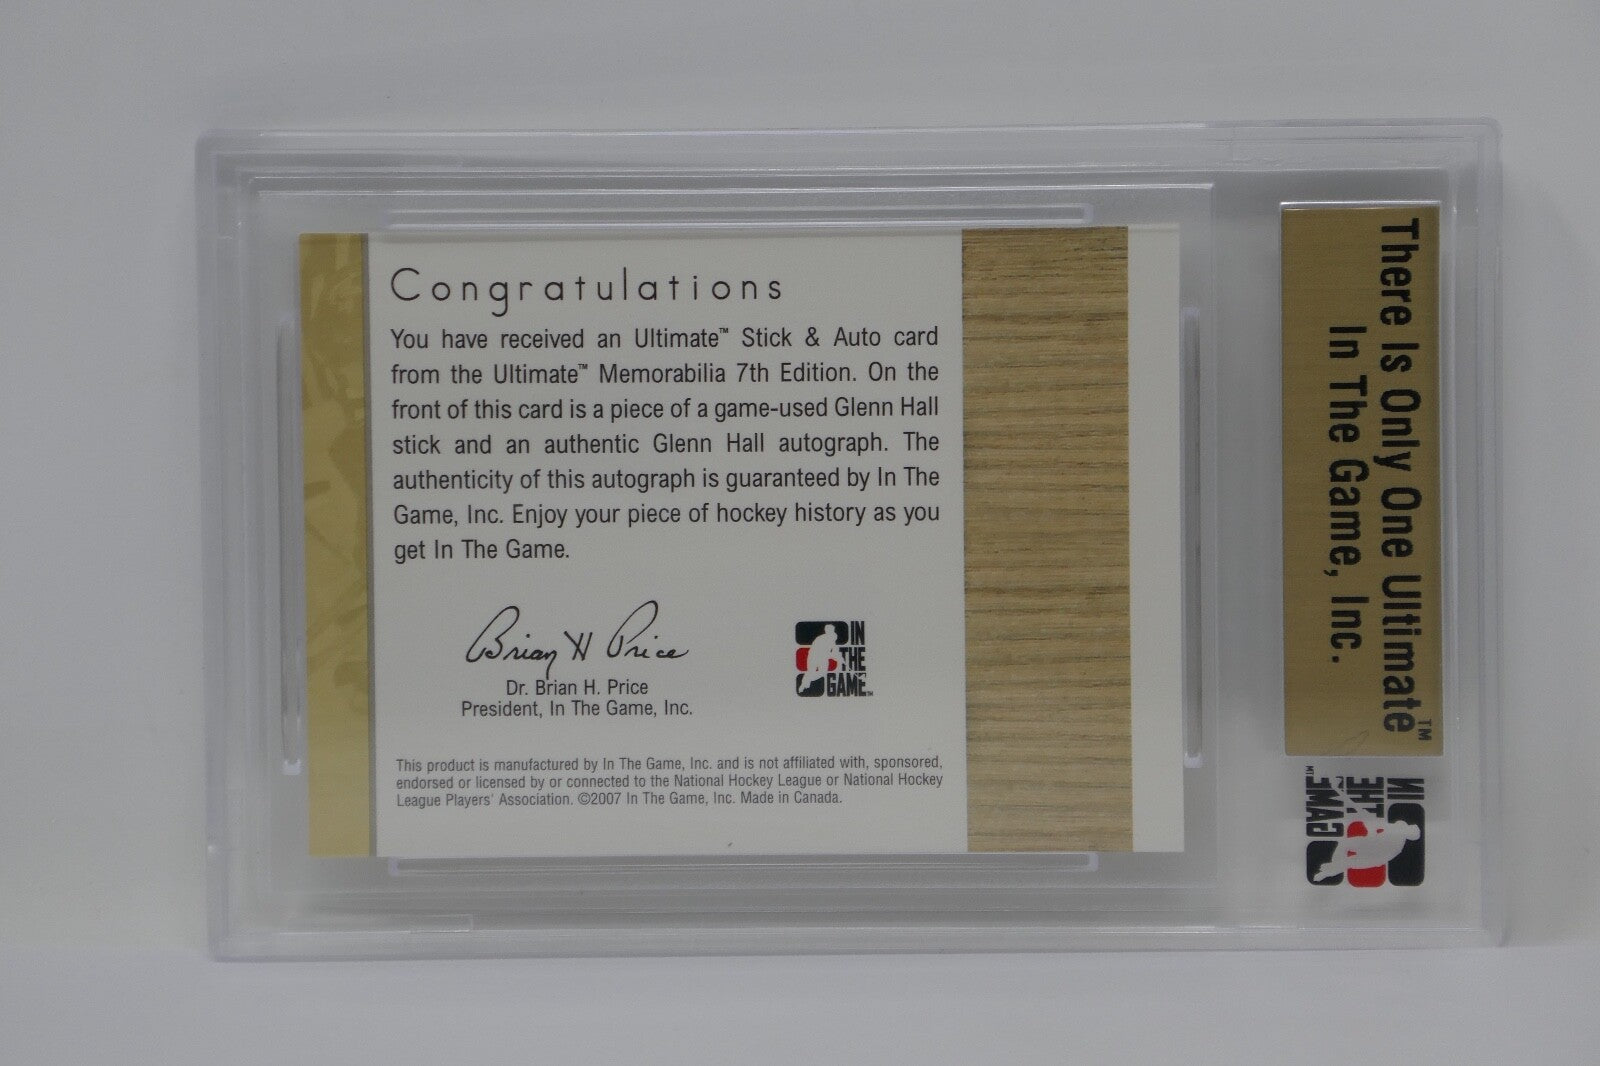 Congratulations
You have received an Ultimate™ Stick & Auto card
from the Ultimate™ Memorabilia 7th Edition. On the
front of this card is a piece of a game-used Glenn Hall
stick and an authentic Glenn Hall autograph. The
authenticity of this autograph is guaranteed by In The
Game, Inc. Enjoy your piece of hockey history as you
get In The Game.
Brian H Price
Dr. Brian H. Price
President, In The Game, Inc.
IN
THE
GAME™
This product is manufactured by In The Game, Inc. and is not affiliated with, sponsored,
endorsed or licensed by or connected to the National Hockey League or National Hockey
League Players' Association. ©2007 In The Game, Inc. Made in Canada.
There Is Only One Ultimate™
In The Game, Inc.
IN
THE
GAME™